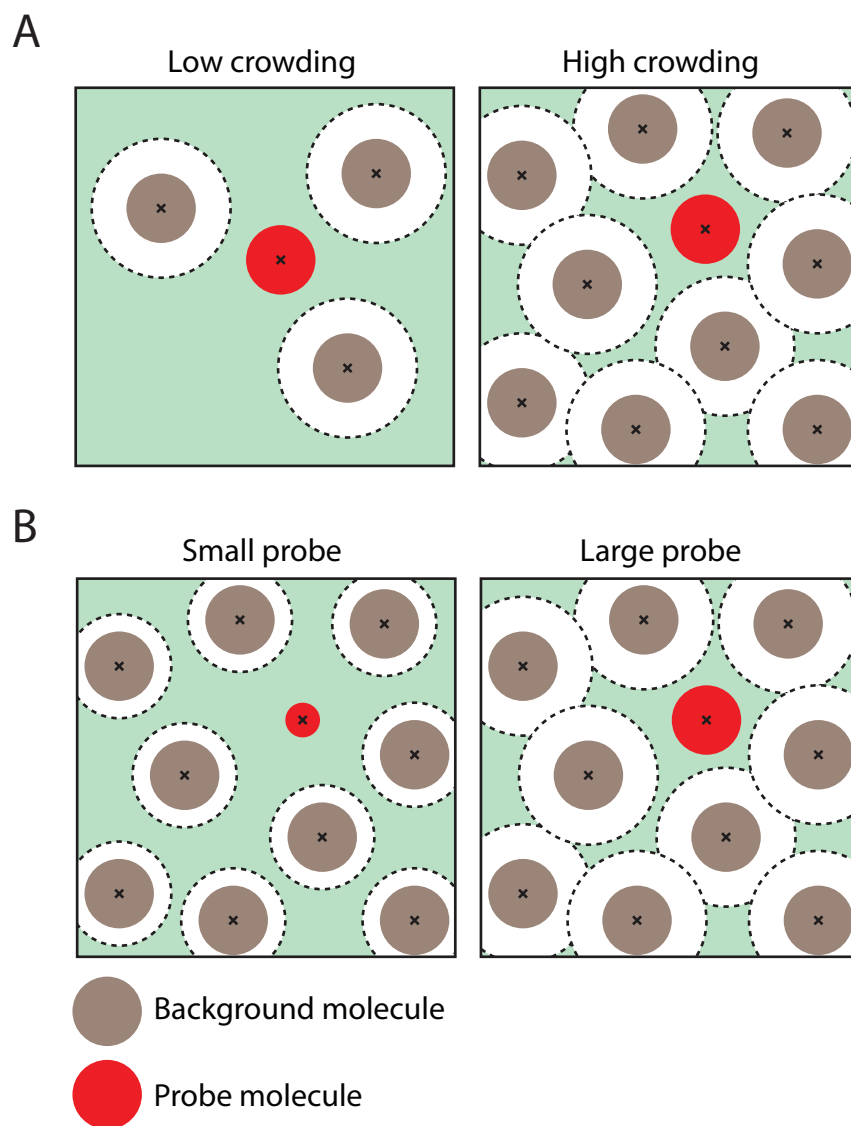 A
Low crowding
High crowding
B
Small probe
Large probe
Background molecule
Probe molecule